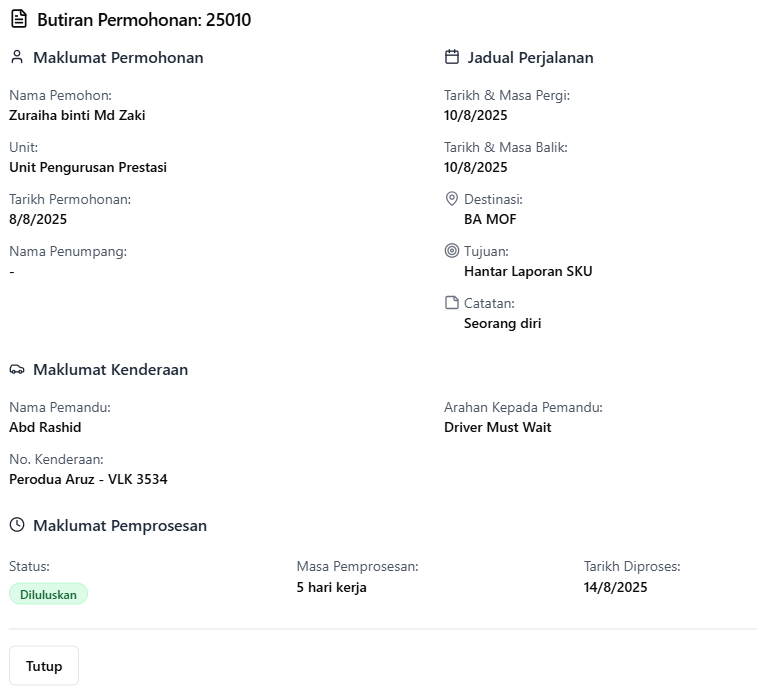 Butiran Permohonan: 25010
Maklumat Permohonan
Nama Pemohon:
Zuraiha binti Md Zaki
Unit:
Unit Pengurusan Prestasi
Tarikh Permohonan:
8/8/2025
Nama Penumpang:
-
Jadual Perjalanan
Tarikh & Masa Pergi:
10/8/2025
Tarikh & Masa Balik:
10/8/2025
Destinasi:
BA MOF
Tujuan:
Hantar Laporan SKU
Catatan:
Seorang diri
Maklumat Kenderaan
Nama Pemandu:
Abd Rashid
No. Kenderaan:
Perodua Aruz - VLK 3534
Arahan Kepada Pemandu:
Driver Must Wait
Maklumat Pemprosesan
Status:
Diluluskan
Masa Pemprosesan:
5 hari kerja
Tarikh Diproses:
14/8/2025
Tutup